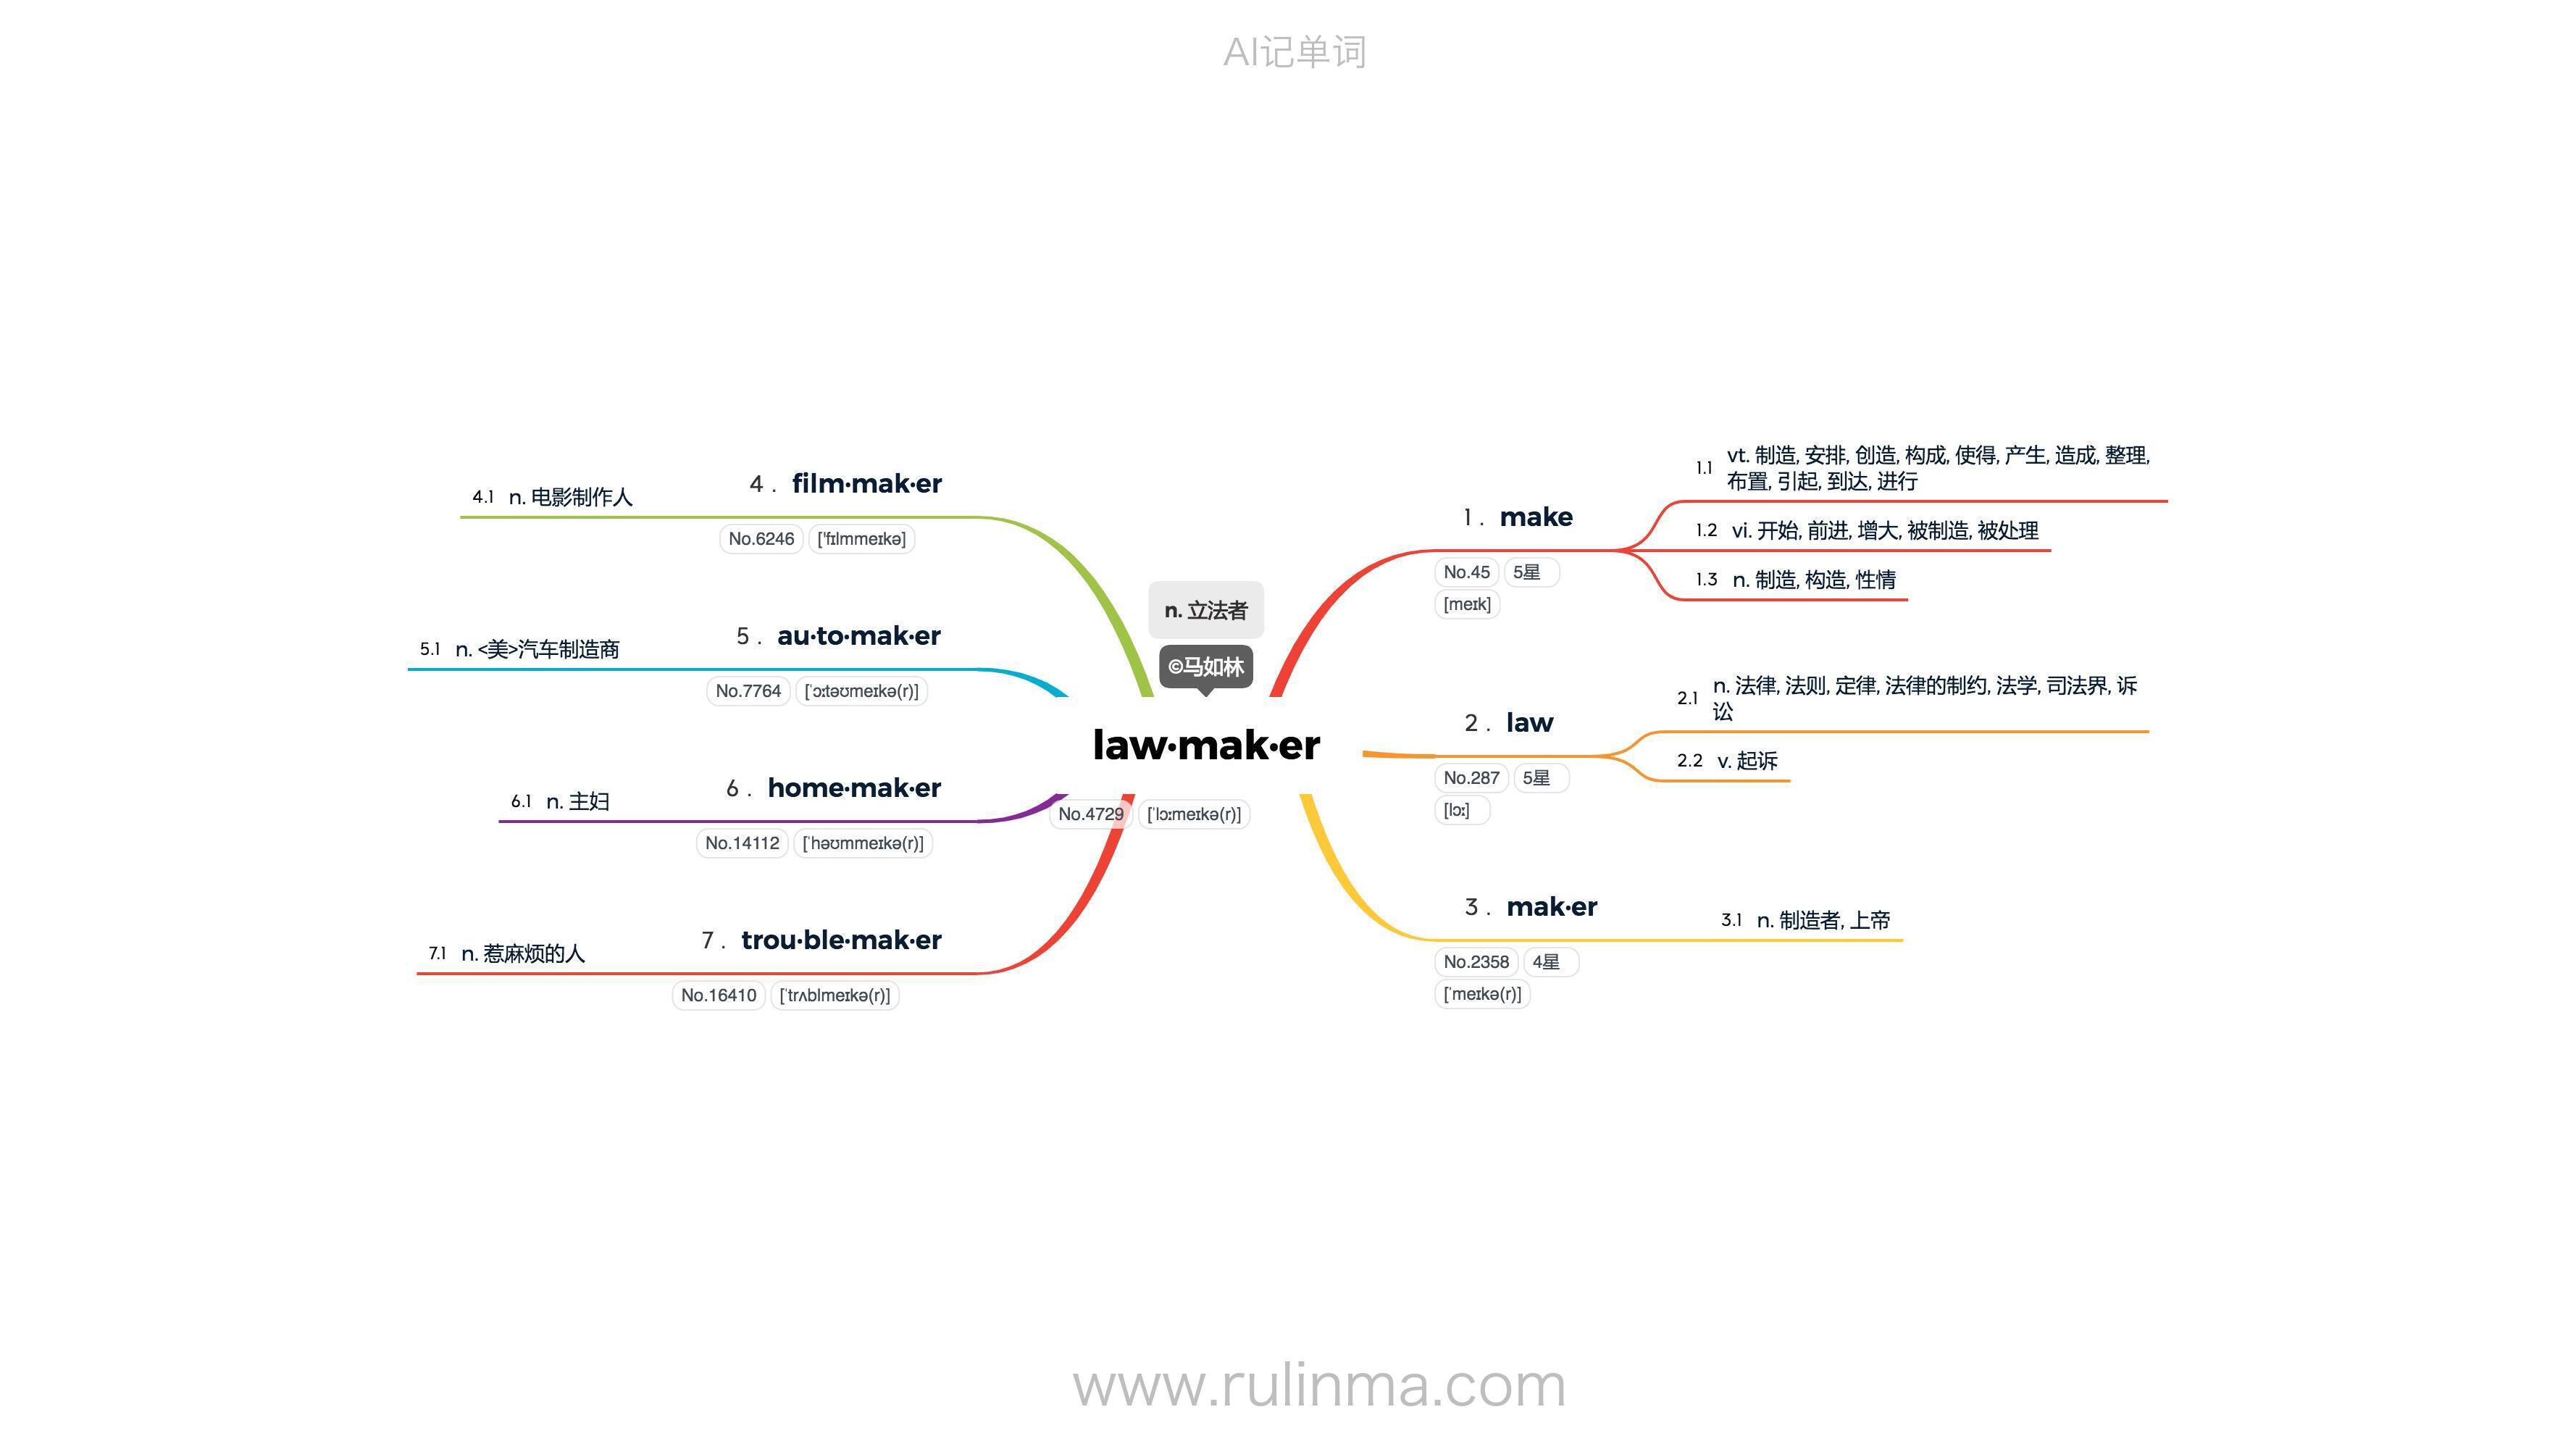 AI记单词
n. 立法者
©马如林
law·mak·er
No.4729 [ˈlɔːmeɪkə(r)]
1 . make
No.45 5星
[meɪk]
1.1 vt. 制造, 安排, 创造, 构成, 使得, 产生, 造成, 整理,
布置, 引起, 到达, 进行
1.2 vi. 开始, 前进, 增大, 被制造, 被处理
1.3 n. 制造, 构造, 性情
2 . law
No.287 5星
[lɔː]
2.1 n. 法律, 法则, 定律, 法律的制约, 法学, 司法界, 诉
讼
2.2 v. 起诉
3 . mak·er
No.2358 4星
[ˈmeɪkə(r)]
3.1 n. 制造者, 上帝
4 . film·mak·er
No.6246 ['fɪlmmeɪkə]
4.1 n. 电影制作人
5 . au·to·mak·er
No.7764 [ˈɔːtəʊmeɪkə(r)]
5.1 n. <美>汽车制造商
6 . home·mak·er
No.14112 [ˈhəʊmmeɪkə(r)]
6.1 n. 主妇
7 . trou·ble·mak·er
No.16410 [ˈtrʌblmeɪkə(r)]
7.1 n. 惹麻烦的人
www.rulinma.com